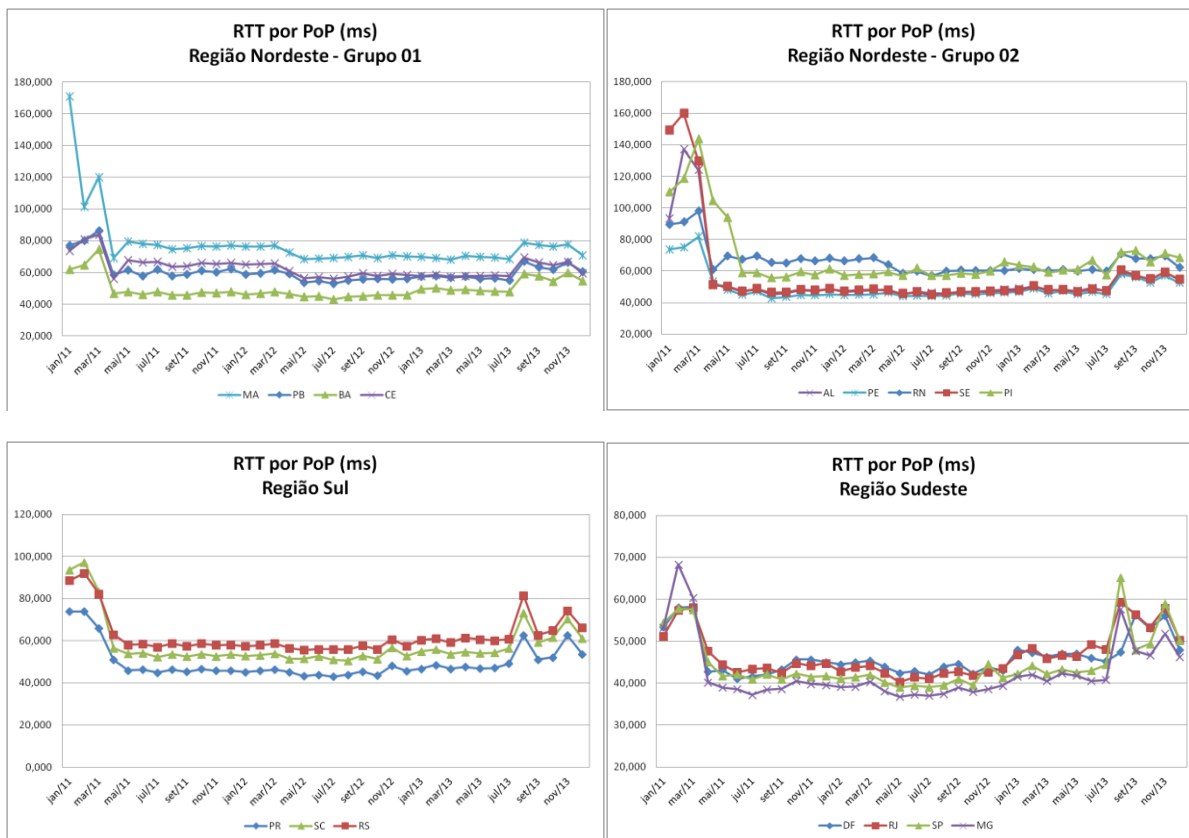 RTT por PoP (ms)
Região Nordeste - Grupo 01
180,000
160,000
140,000
120,000
100,000
80,000
60,000
40,000
20,000
jan/11 mar/11 mai/11 jul/11 set/11 nov/11 jan/12 mar/12 mai/12 jul/12 set/12 nov/12 jan/13 mar/13 mai/13 jul/13 set/13 nov/13
MA PB BA CE
RTT por PoP (ms)
Região Nordeste - Grupo 02
180,000
160,000
140,000
120,000
100,000
80,000
60,000
40,000
20,000
jan/11 mar/11 mai/11 jul/11 set/11 nov/11 jan/12 mar/12 mai/12 jul/12 set/12 nov/12 jan/13 mar/13 mai/13 jul/13 set/13 nov/13
AL PE RN SE PI
RTT por PoP (ms)
Região Sul
120,000
100,000
80,000
60,000
40,000
20,000
0,000
jan/11 mar/11 mai/11 jul/11 set/11 nov/11 jan/12 mar/12 mai/12 jul/12 set/12 nov/12 jan/13 mar/13 mai/13 jul/13 set/13 nov/13
PR SC RS
RTT por PoP (ms)
Região Sudeste
80,000
70,000
60,000
50,000
40,000
30,000
20,000
jan/11 mar/11 mai/11 jul/11 set/11 nov/11 jan/12 mar/12 mai/12 jul/12 set/12 nov/12 jan/13 mar/13 mai/13 jul/13 set/13 nov/13
DF RJ SP MG